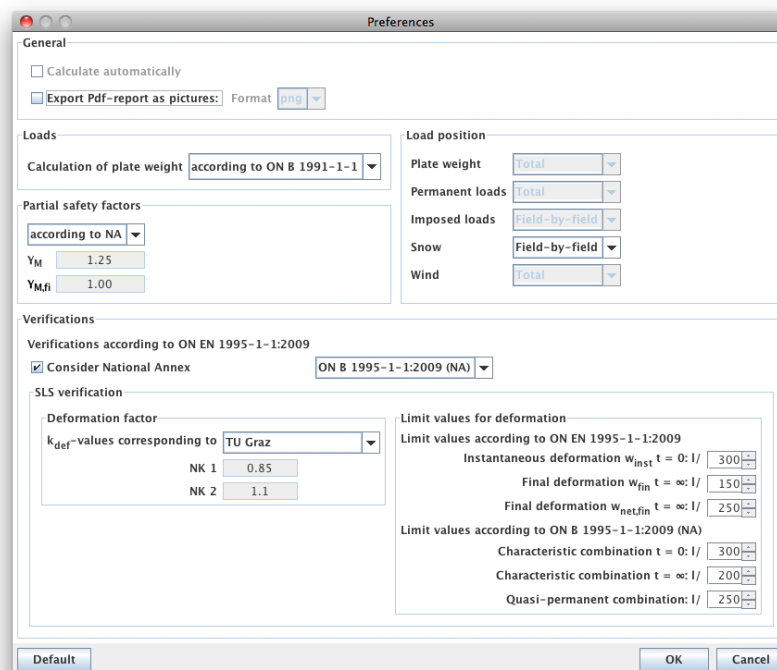 Preferences
General
Calculate automatically
Export Pdf-report as pictures: Format png
Loads
Calculation of plate weight according to ON B 1991-1-1
Partial safety factors
according to NA
γM 1.25
γM,fi 1.00
Load position
Plate weight Total
Permanent loads Total
Imposed loads Field-by-field
Snow Field-by-field
Wind Total
Verifications
Verifications according to ON EN 1995-1-1:2009
Consider National Annex ON B 1995-1-1:2009 (NA)
SLS verification
Deformation factor
kdef-values corresponding to TU Graz
NK 1 0.85
NK 2 1.1
Limit values for deformation
Limit values according to ON EN 1995-1-1:2009
Instantaneous deformation winst t = 0: l/ 300
Final deformation wfin t = ∞: l/ 150
Final deformation wnet,fin t = ∞: l/ 250
Limit values according to ON B 1995-1-1:2009 (NA)
Characteristic combination t = 0: l/ 300
Characteristic combination t = ∞: l/ 200
Quasi-permanent combination: l/ 250
Default OK Cancel